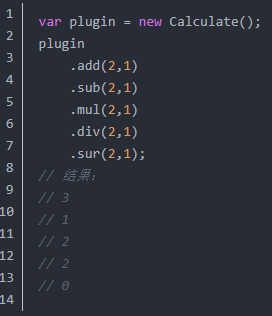 1 var plugin = new Calculate();
2 plugin
3     .add(2,1)
4     .sub(2,1)
5     .mul(2,1)
6     .div(2,1)
7     .sur(2,1);
8 // 结果:
9 // 3
10 // 1
11 // 2
12 // 2
13 // 0
14